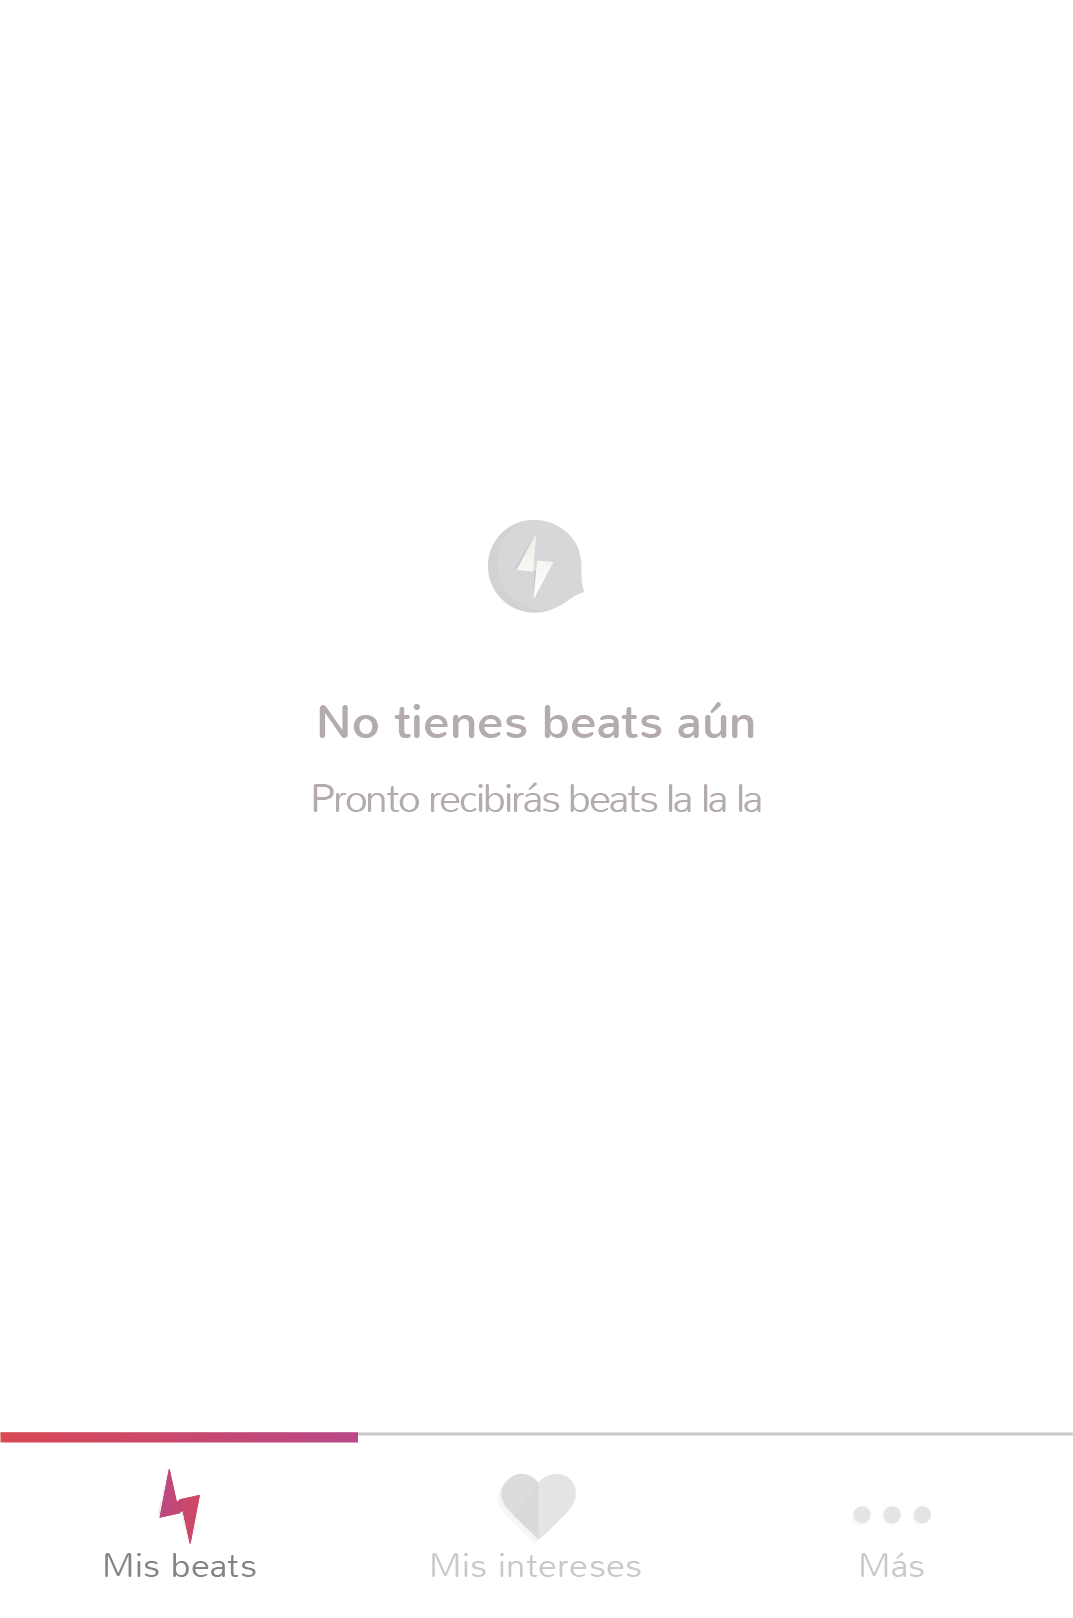 No tienes beats aún
Pronto recibirás beats la la la
Mis beats
Mis intereses
Más